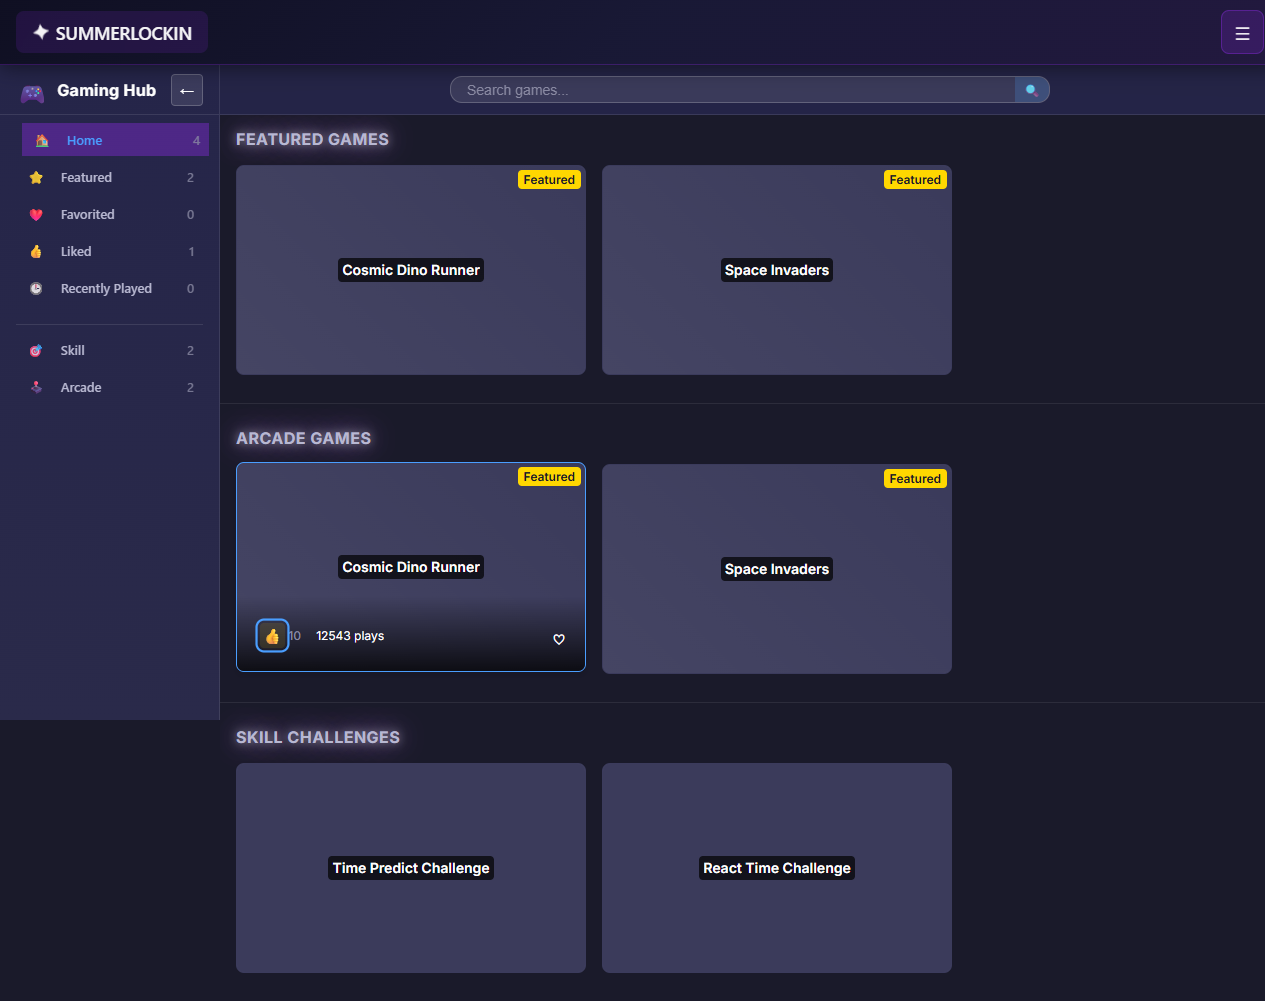 SUMMERLOCKIN
Gaming Hub
←
Search games...
Home 4
Featured 2
Favorited 0
Liked 1
Recently Played 0
Skill 2
Arcade 2
FEATURED GAMES
Featured
Cosmic Dino Runner
Featured
Space Invaders
ARCADE GAMES
Featured
Cosmic Dino Runner
10 12543 plays
Featured
Space Invaders
SKILL CHALLENGES
Time Predict Challenge
React Time Challenge